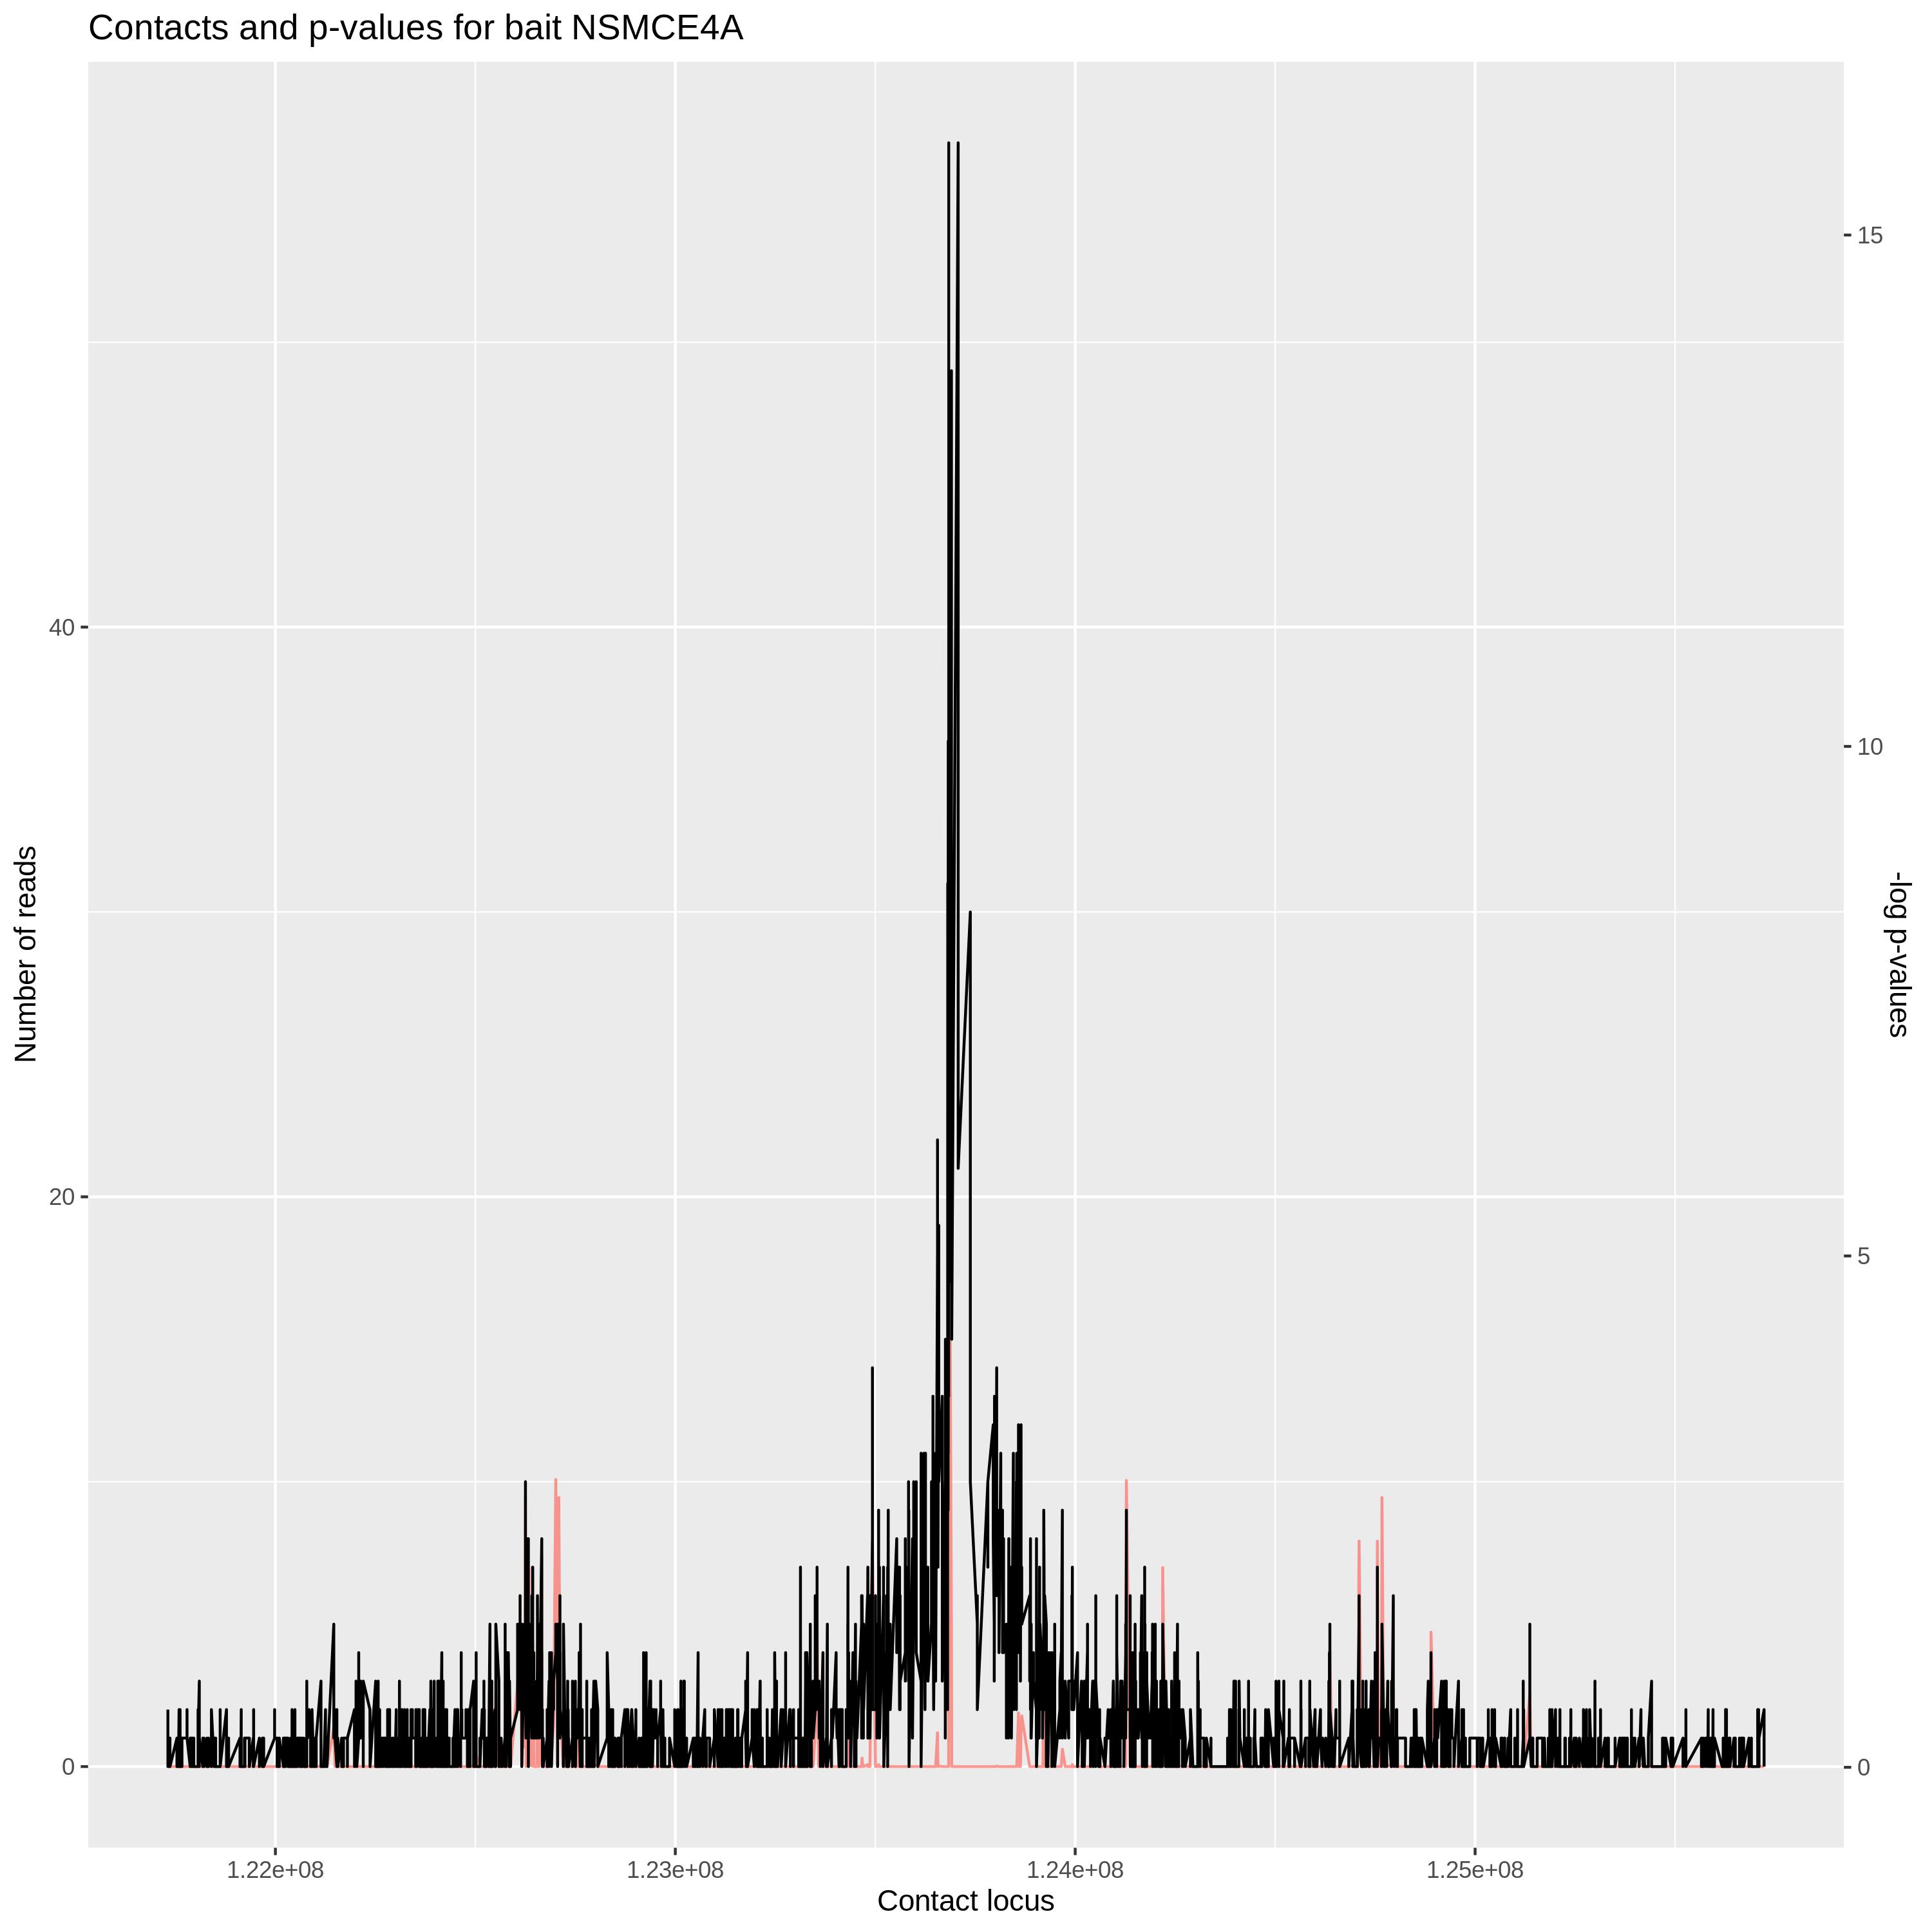 Contacts and p-values for bait NSMCE4A
15
40
10
Number of reads
-log p-values
20
5
0
0
1.22e+08
1.23e+08
1.24e+08
1.25e+08
Contact locus